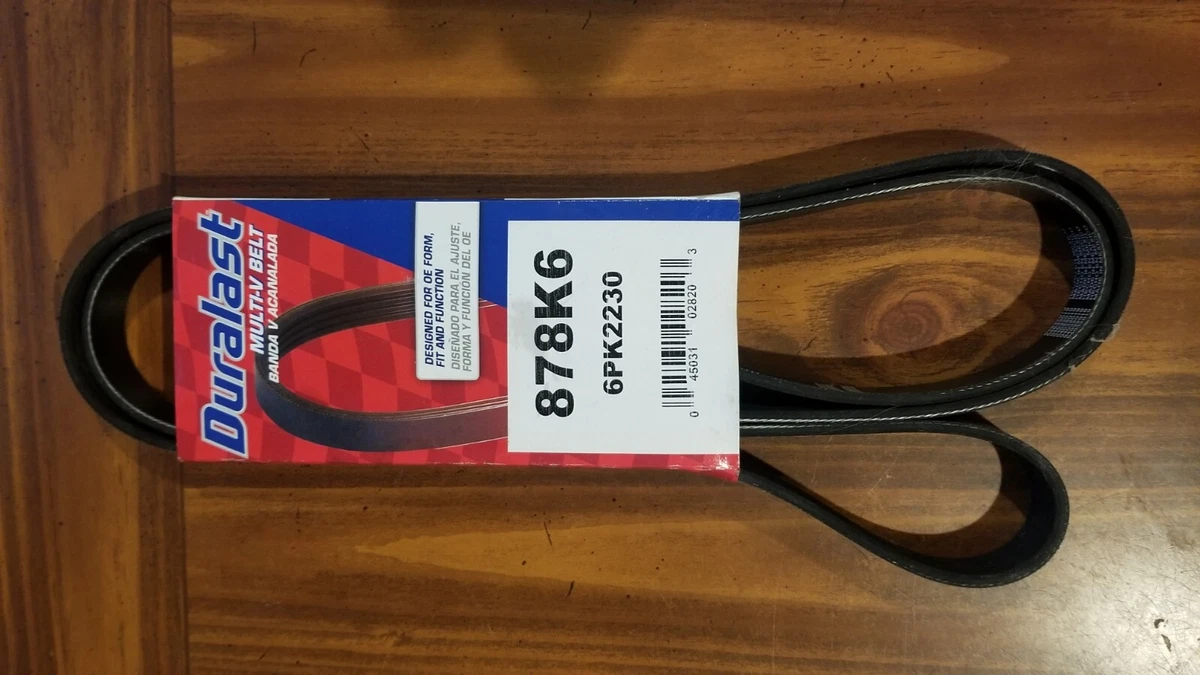 Duralast
MULTI-V BELT
BANDA V ACANALADA
DESIGNED FOR OE FORM,
FIT AND FUNCTION
DISEÑADO PARA EL AJUSTE,
FORMA Y FUNCIÓN DEL DE
878K6
6PK2230
0 45031 02820 3